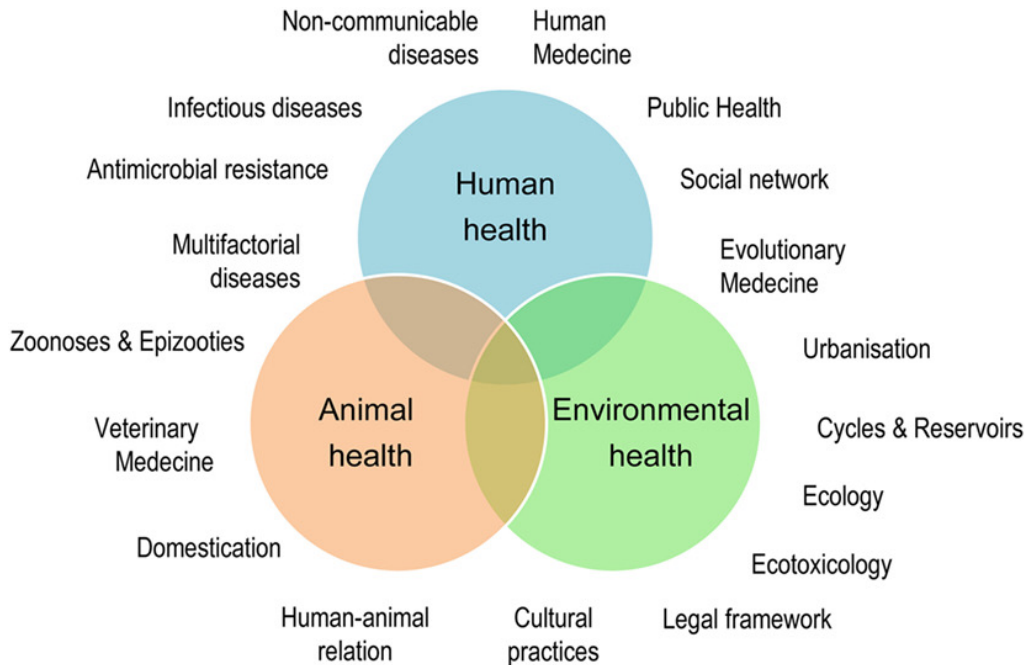 Non-communicable
diseases
Human
Medecine
Infectious diseases
Public Health
Antimicrobial resistance
Human
health
Social network
Multifactorial
diseases
Evolutionary
Medecine
Zoonoses & Epizooties
Urbanisation
Animal
health
Environmental
health
Veterinary
Medecine
Cycles & Reservoirs
Ecology
Domestication
Ecotoxicology
Human-animal
relation
Cultural
practices
Legal framework